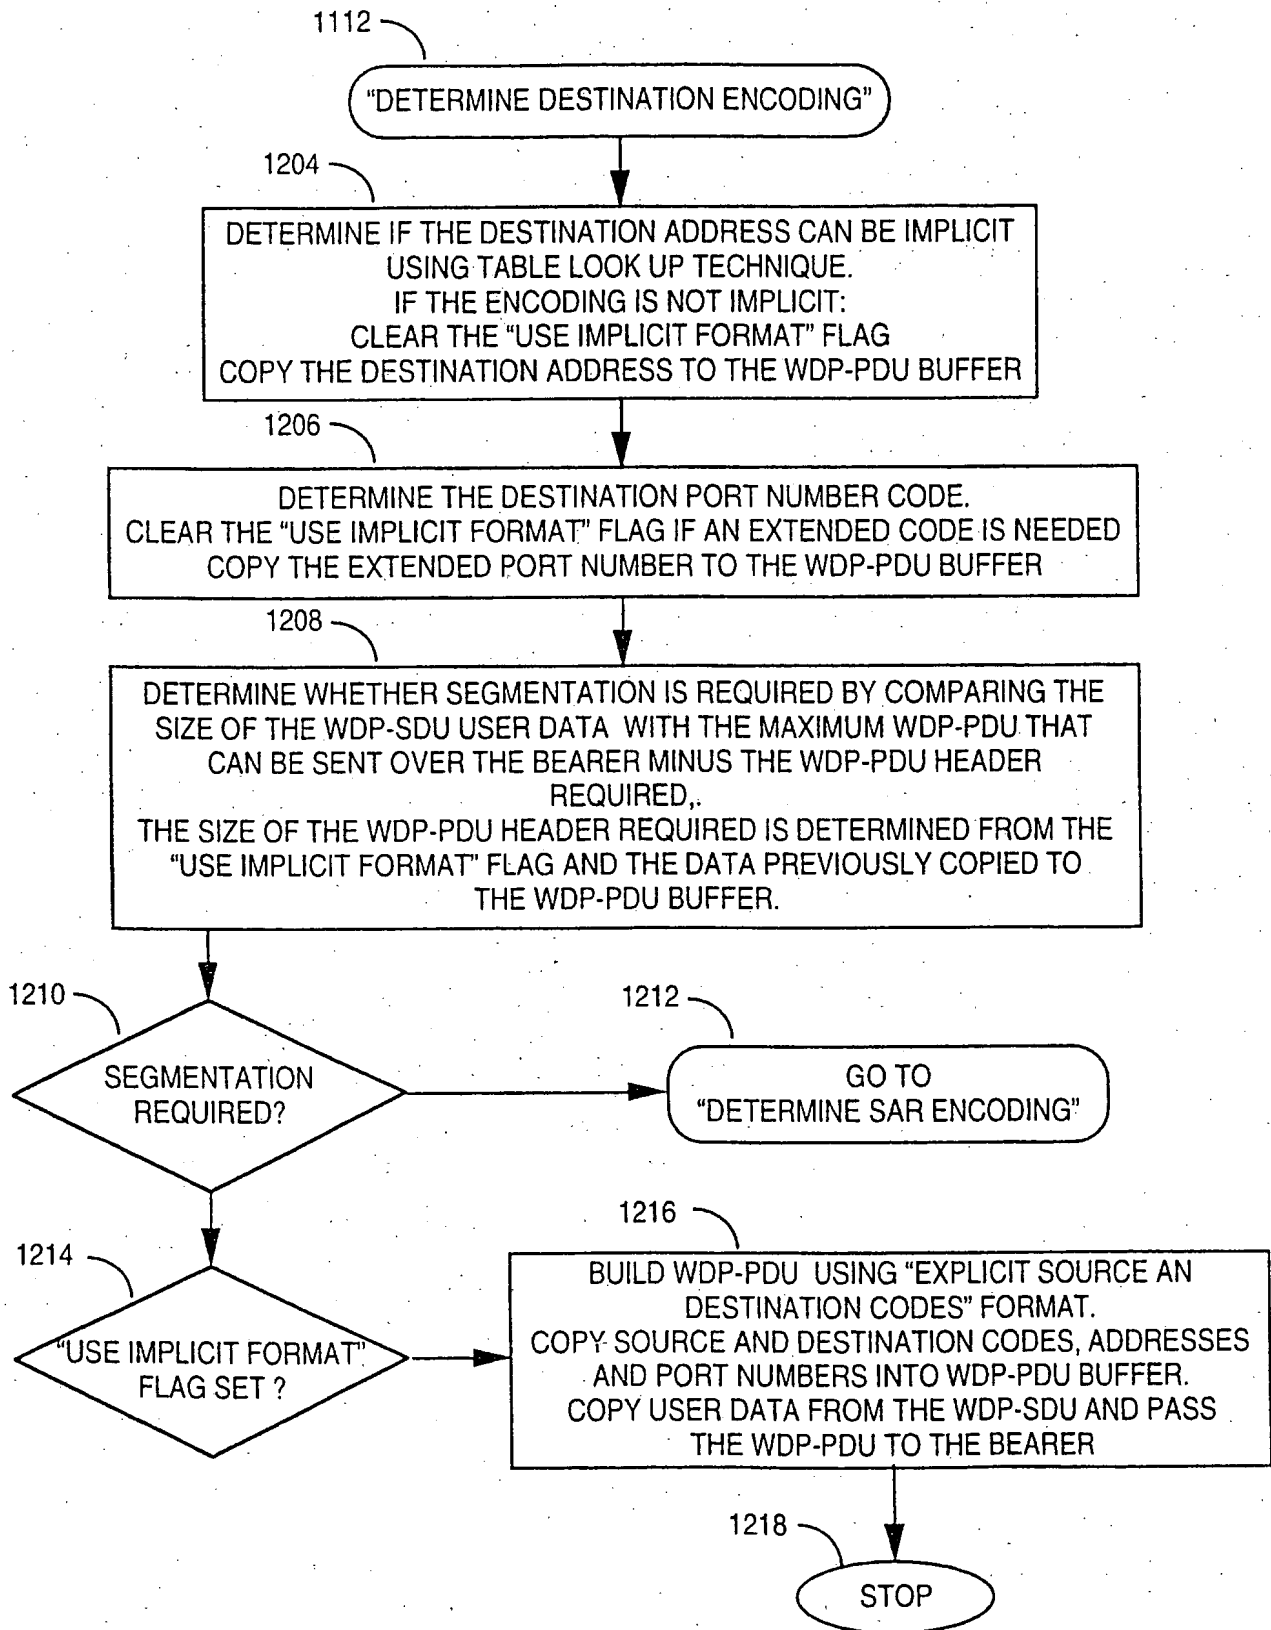 1112
"DETERMINE DESTINATION ENCODING"
1204
DETERMINE IF THE DESTINATION ADDRESS CAN BE IMPLICIT
USING TABLE LOOK UP TECHNIQUE.
IF THE ENCODING IS NOT IMPLICIT:
CLEAR THE "USE IMPLICIT FORMAT" FLAG
COPY THE DESTINATION ADDRESS TO THE WDP-PDU BUFFER
1206
DETERMINE THE DESTINATION PORT NUMBER CODE.
CLEAR THE "USE IMPLICIT FORMAT" FLAG IF AN EXTENDED CODE IS NEEDED
COPY THE EXTENDED PORT NUMBER TO THE WDP-PDU BUFFER
1208
DETERMINE WHETHER SEGMENTATION IS REQUIRED BY COMPARING THE
SIZE OF THE WDP-SDU USER DATA WITH THE MAXIMUM WDP-PDU THAT
CAN BE SENT OVER THE BEARER MINUS THE WDP-PDU HEADER
REQUIRED,.
THE SIZE OF THE WDP-PDU HEADER REQUIRED IS DETERMINED FROM THE
"USE IMPLICIT FORMAT" FLAG AND THE DATA PREVIOUSLY COPIED TO
THE WDP-PDU BUFFER.
1210
SEGMENTATION
REQUIRED?
1212
GO TO
"DETERMINE SAR ENCODING"
1214
"USE IMPLICIT FORMAT"
FLAG SET ?
1216
BUILD WDP-PDU USING "EXPLICIT SOURCE AN
DESTINATION CODES" FORMAT.
COPY SOURCE AND DESTINATION CODES, ADDRESSES
AND PORT NUMBERS INTO WDP-PDU BUFFER.
COPY USER DATA FROM THE WDP-SDU AND PASS
THE WDP-PDU TO THE BEARER
1218
STOP